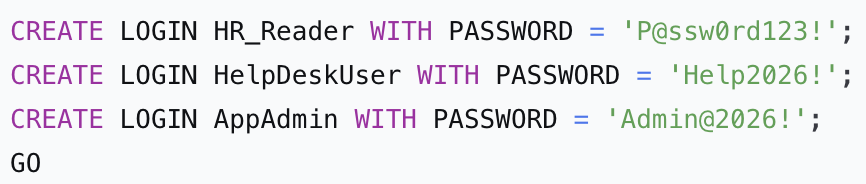 CREATE LOGIN HR_Reader WITH PASSWORD = 'P@ssw0rd123!';
CREATE LOGIN HelpDeskUser WITH PASSWORD = 'Help2026!';
CREATE LOGIN AppAdmin WITH PASSWORD = 'Admin@2026!';
GO